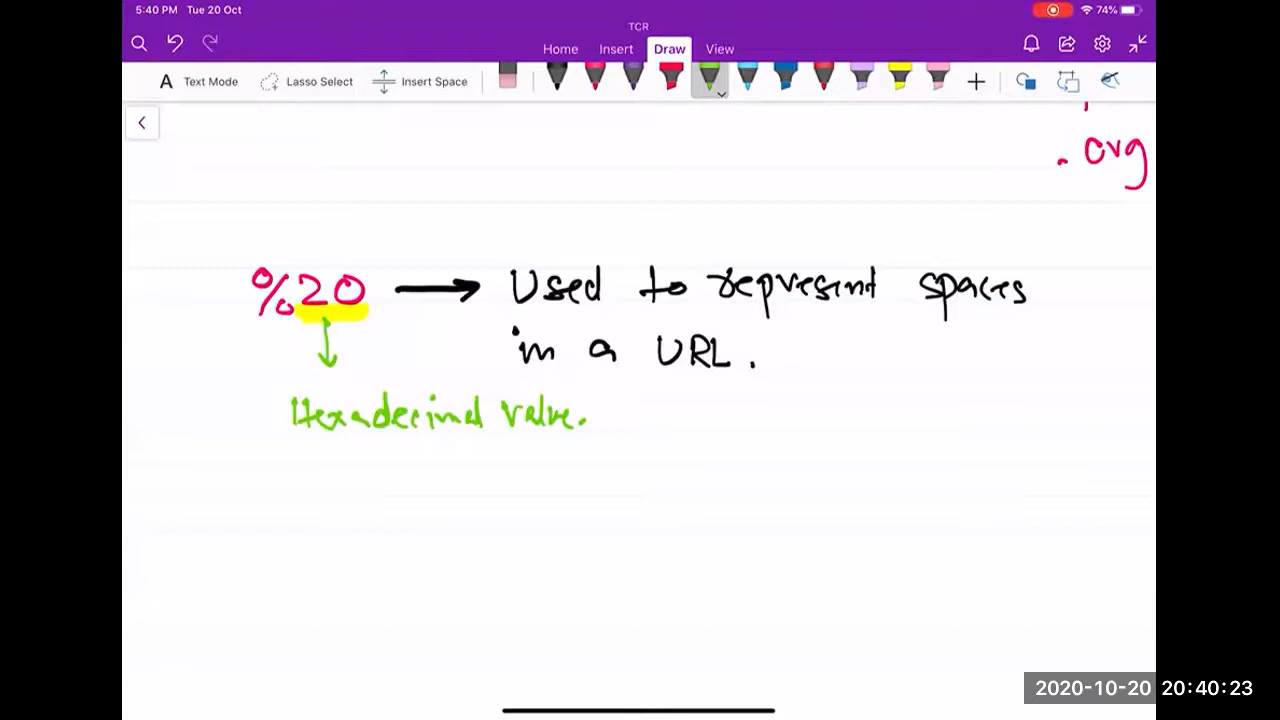 5:40 PM Tue 20 Oct
74%
TCR
Home Insert Draw View
A Text Mode Lasso Select Insert Space
. org
%20 → Used to represent spaces
in a URL.
Hexadecimal value.
2020-10-20 20:40:23